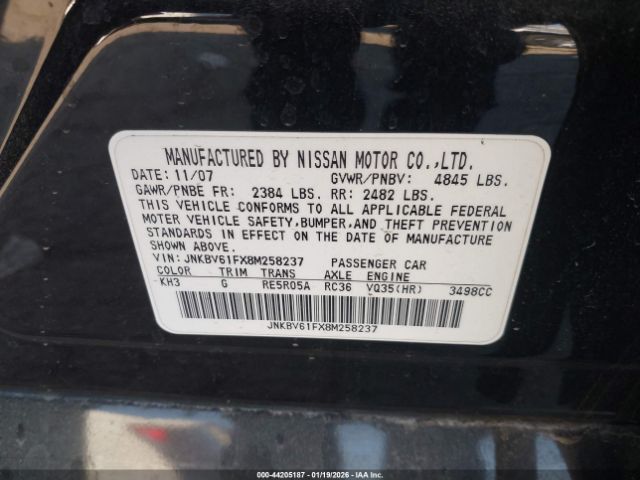 MANUFACTURED BY NISSAN MOTOR CO.,LTD.
DATE: 11/07 GVWR/PNBV: 4845 LBS.
GAWR/PNBE FR: 2384 LBS. RR: 2482 LBS.
THIS VEHICLE CONFORMS TO ALL APPLICABLE FEDERAL
MOTOR VEHICLE SAFETY,BUMPER,AND THEFT PREVENTION
STANDARDS IN EFFECT ON THE DATE OF MANUFACTURE
SHOWN ABOVE.
VIN: JNKBV61FX8M258237 PASSENGER CAR
COLOR TRIM TRANS AXLE ENGINE
KH3 G RE5R05A RC36 VQ35(HR) 3498CC
JNKBV61FX8M258237
000-44205187 - 01/19/2026 - IAAI.COM